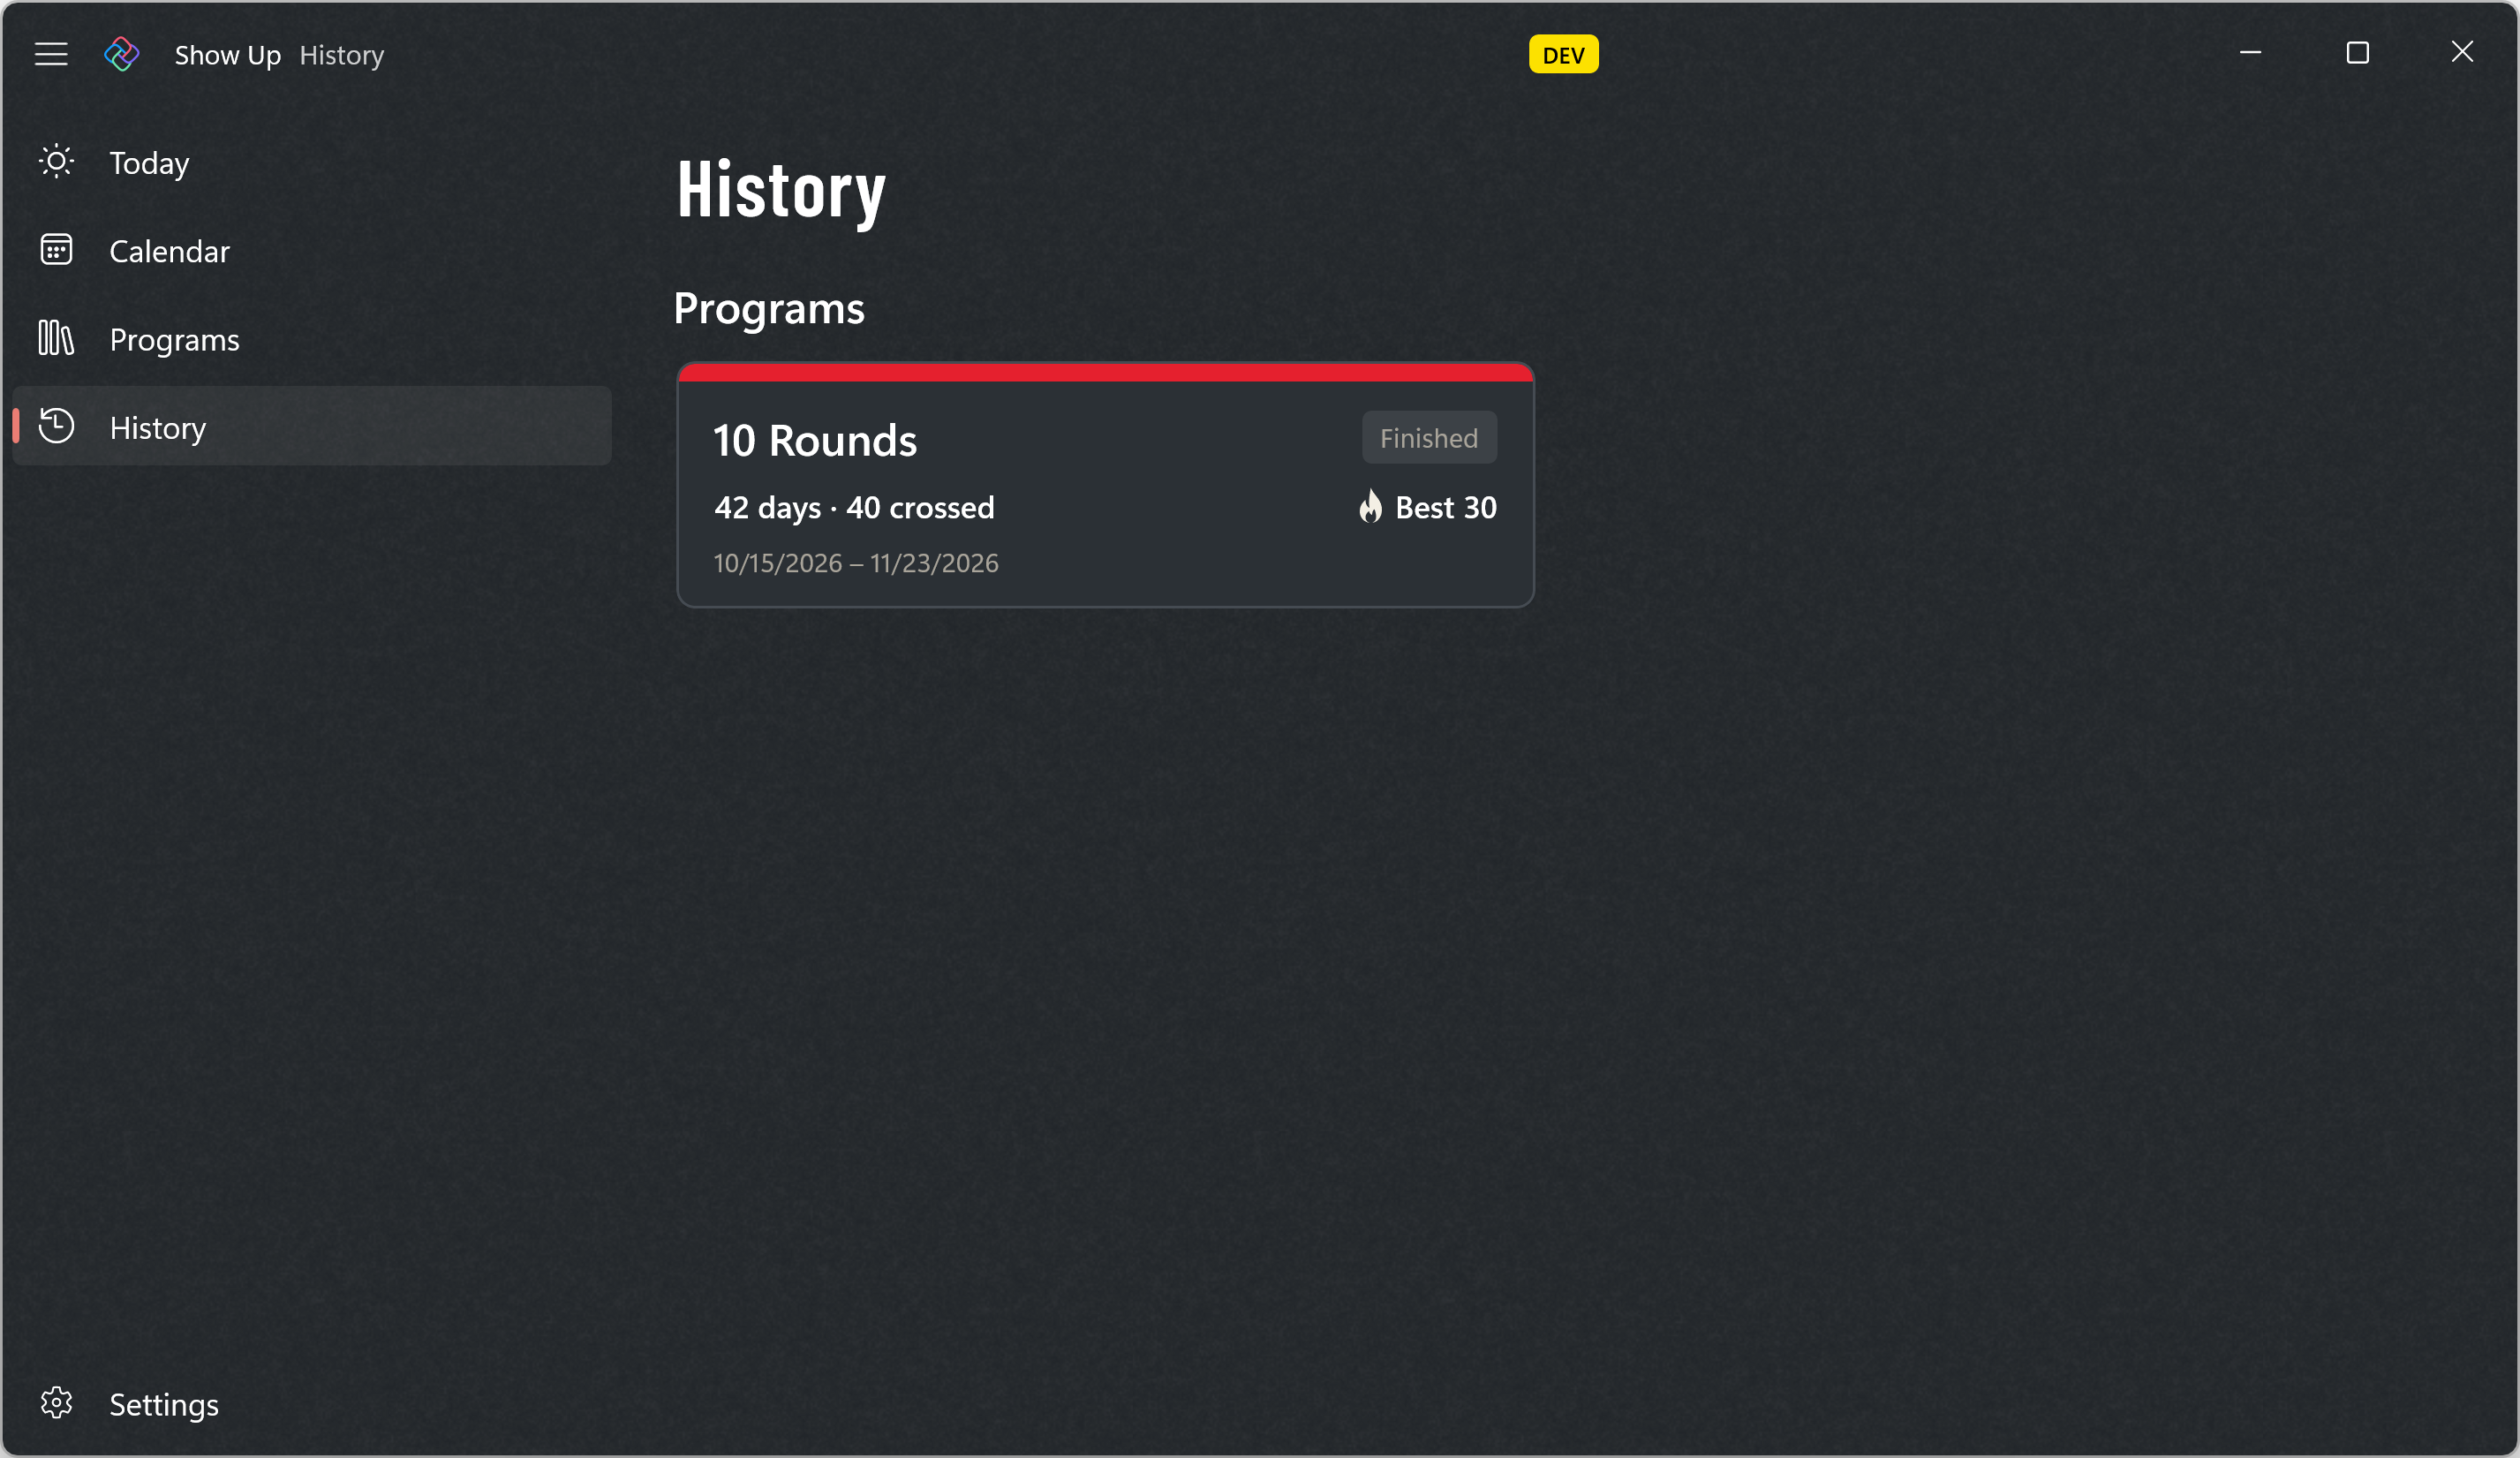 Show Up History
DEV
Today
Calendar
Programs
History
Settings
History
Programs
10 Rounds
Finished
42 days · 40 crossed
Best 30
10/15/2026 – 11/23/2026